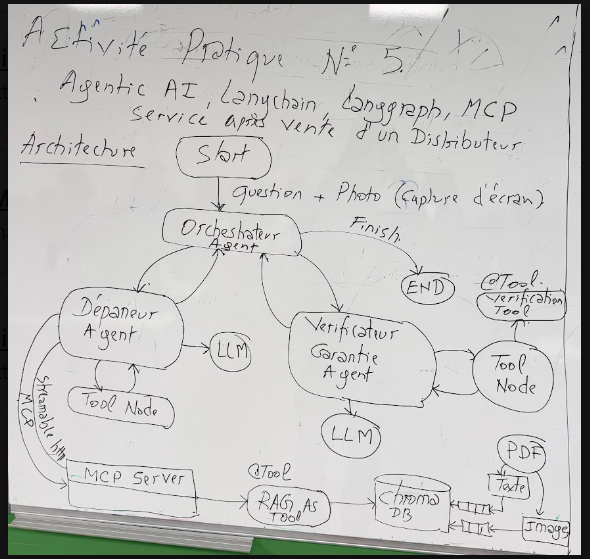 Activité Pratique N° 5.
Agentic AI, Langchain, Langgraph, MCP
Service après vente d'un Distributeur
Architecture
Start
question + Photo (Capture d'écran)
Orchestrateur
Agent
Finish.
END
@Tool.
Verification
Tool
Dépaneur
Agent
LLM
Verificateur
Garantie
Agent
Tool
Node
Tool Node
LLM
MCP
Streamable http
MCP Server
@Tool
RAG As
Tool
Chroma
DB
PDF
Texte
Images